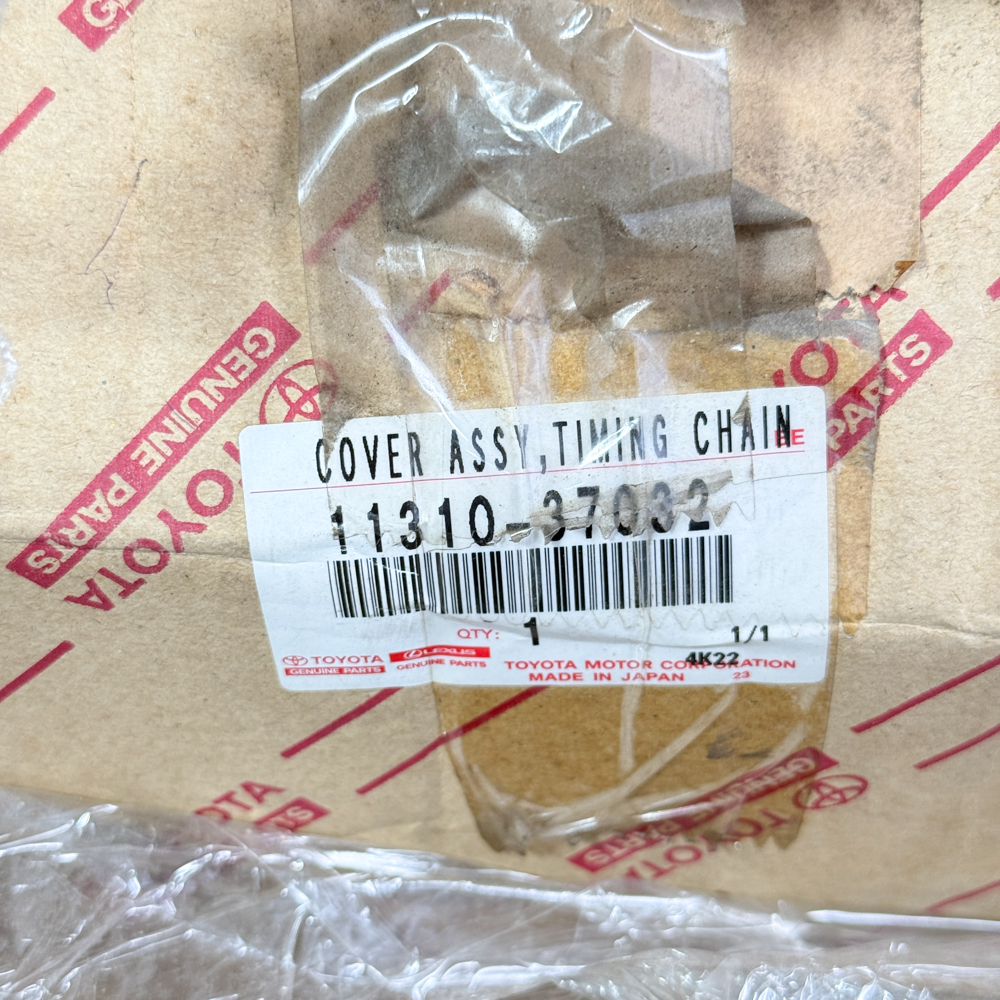 GENUINE PARTS
TOYOTA
TOYOTA
PARTS
COVER ASSY,TIMING CHAIN
11310-37032
QTY: 1
1/1
4K22
TOYOTA
GENUINE PARTS
LEXUS
GENUINE PARTS
TOYOTA MOTOR CORPORATION
MADE IN JAPAN
23
GENUINE PARTS
TOYOTA